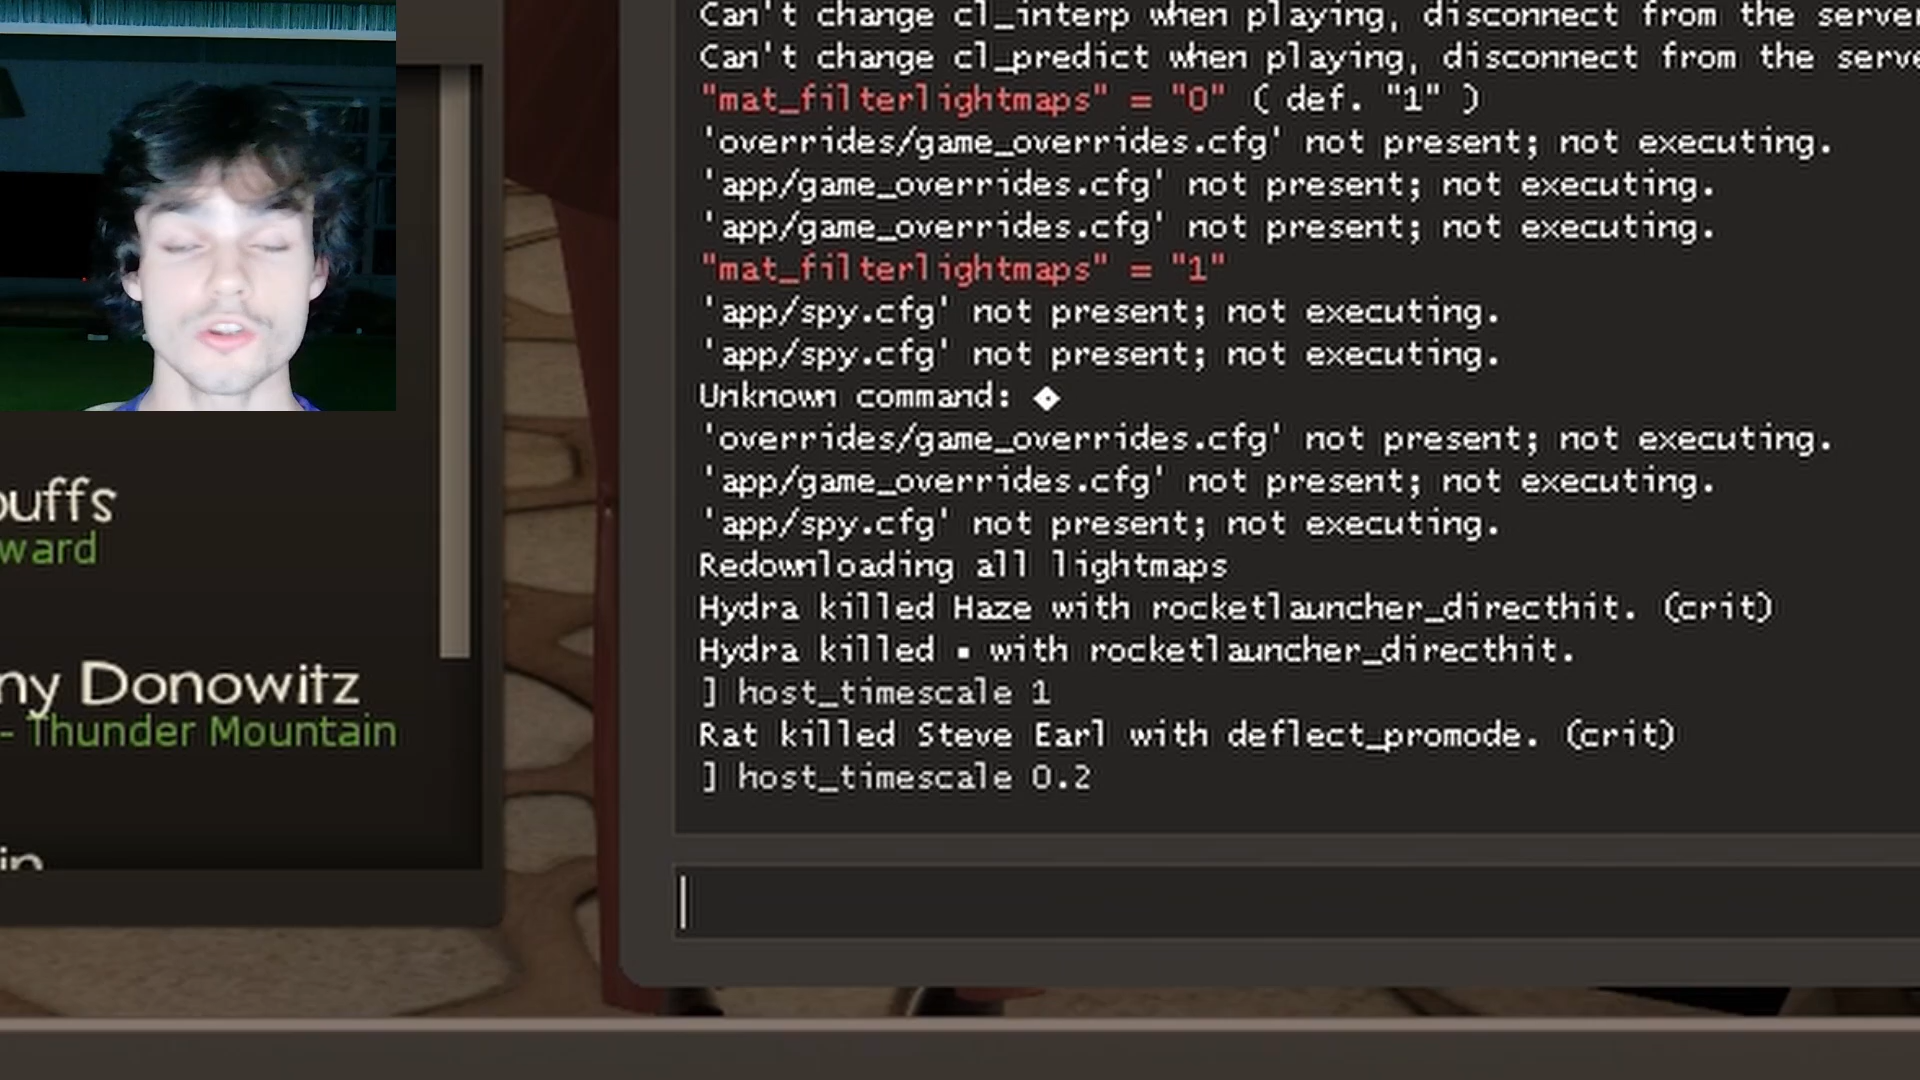 Can't change cl_interp when playing, disconnect from the server
Can't change cl_predict when playing, disconnect from the serve
"mat_filterlightmaps" = "0" ( def. "1" )
'overrides/game_overrides.cfg' not present; not executing.
'app/game_overrides.cfg' not present; not executing.
'app/game_overrides.cfg' not present; not executing.
"mat_filterlightmaps" = "1"
'app/spy.cfg' not present; not executing.
'app/spy.cfg' not present; not executing.
Unknown command: �
'overrides/game_overrides.cfg' not present; not executing.
'app/game_overrides.cfg' not present; not executing.
'app/spy.cfg' not present; not executing.
Redownloading all lightmaps
Hydra killed Haze with rocketlauncher_directhit. (crit)
Hydra killed ▪ with rocketlauncher_directhit.
] host_timescale 1
Rat killed Steve Earl with deflect_promode. (crit)
] host_timescale 0.2
ouffs
ward
ny Donowitz
- Thunder Mountain